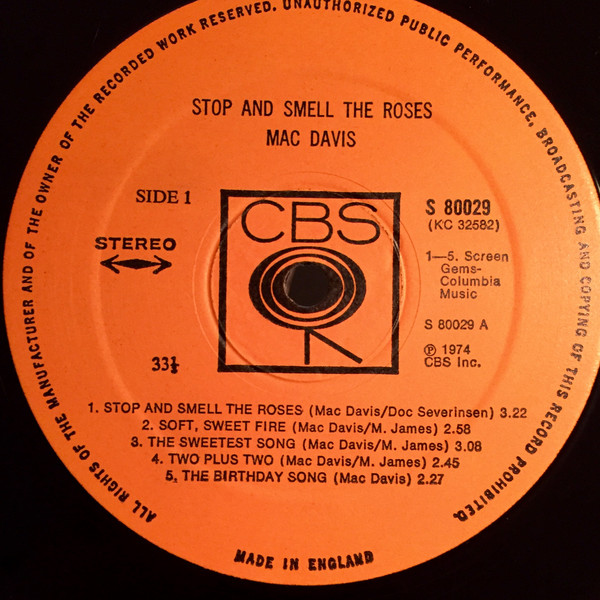 ALL RIGHTS OF THE MANUFACTURER AND OF THE OWNER OF THE RECORDED WORK RESERVED. UNAUTHORIZED PUBLIC PERFORMANCE, BROADCASTING AND COPYING OF THIS RECORD PROHIBITED.
STOP AND SMELL THE ROSES
MAC DAVIS
SIDE 1
STEREO
33⅓
CBS
S 80029
(KC 32582)
1—5. Screen
Gems-
Columbia
Music
S 80029 A
℗ 1974
CBS Inc.
1. STOP AND SMELL THE ROSES (Mac Davis/Doc Severinsen) 3.22
2. SOFT, SWEET FIRE (Mac Davis/M. James) 2.58
3. THE SWEETEST SONG (Mac Davis/M. James) 3.08
4. TWO PLUS TWO (Mac Davis/M. James) 2.45
5. THE BIRTHDAY SONG (Mac Davis) 2.27
MADE IN ENGLAND